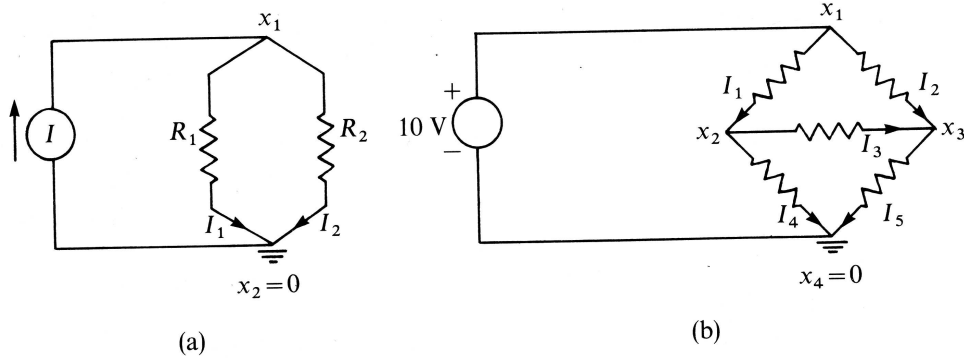 x₁
I
R₁
R₂
I₁
I₂
x₂=0
(a)
x₁
+
10 V
−
I₁
I₂
x₂
x₃
I₃
I₄
I₅
x₄=0
(b)